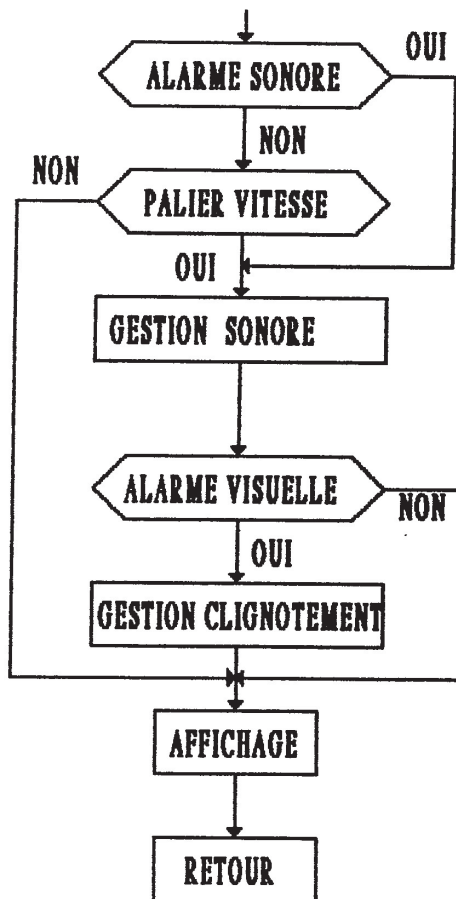 OUI
ALARME SONORE
NON
NON
PALIER VITESSE
OUI
GESTION SONORE
ALARME VISUELLE
NON
OUI
GESTION CLIGNOTEMENT
AFFICHAGE
RETOUR